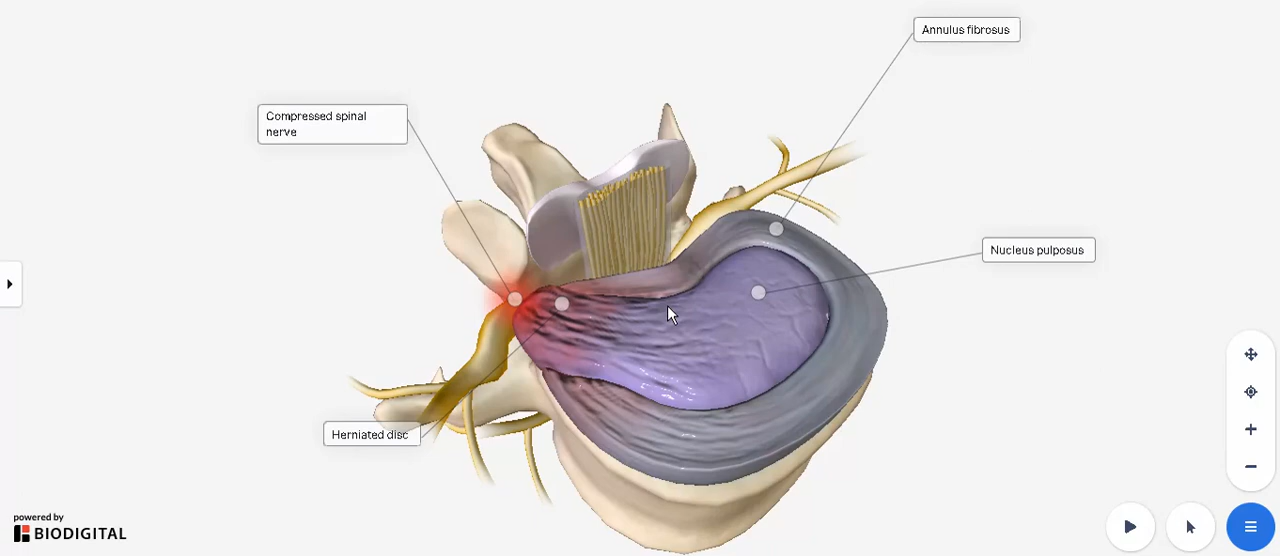 Annulus fibrosus
Compressed spinal
nerve
Nucleus pulposus
Herniated disc
powered by
BIODIGITAL